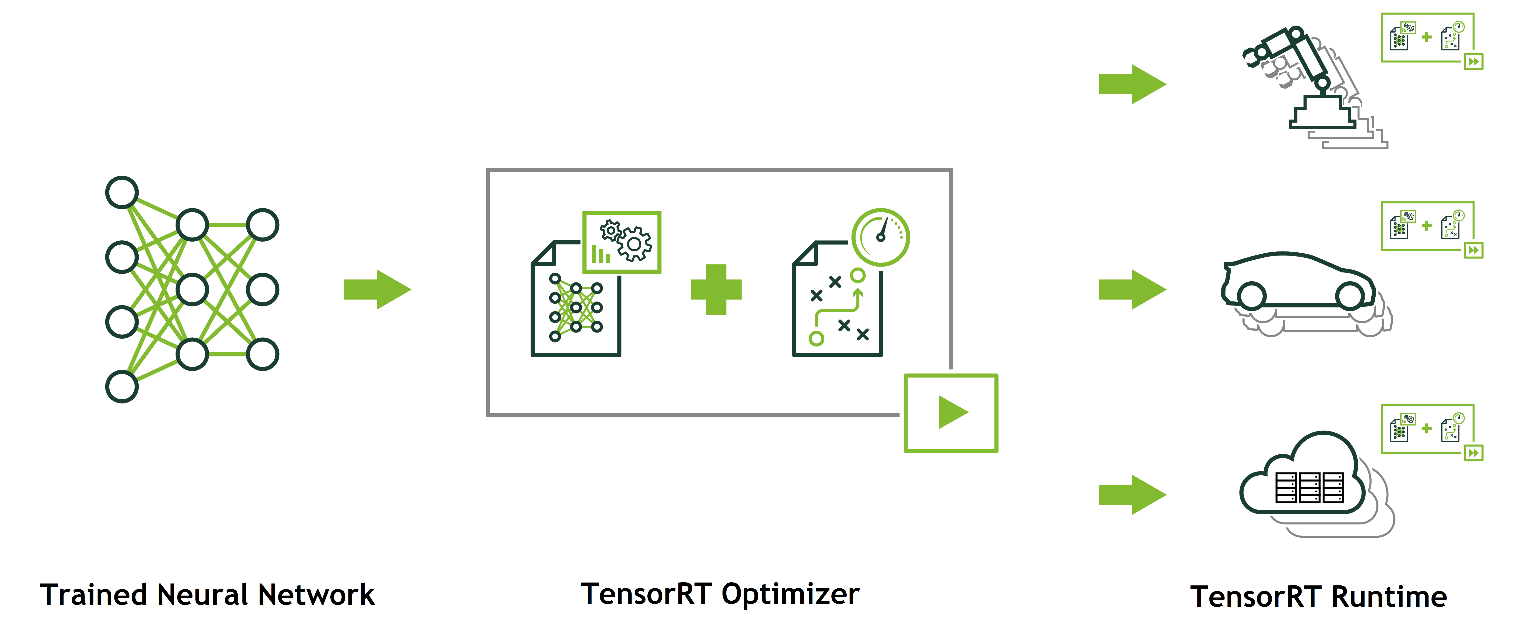 Trained Neural Network
TensorRT Optimizer
TensorRT Runtime